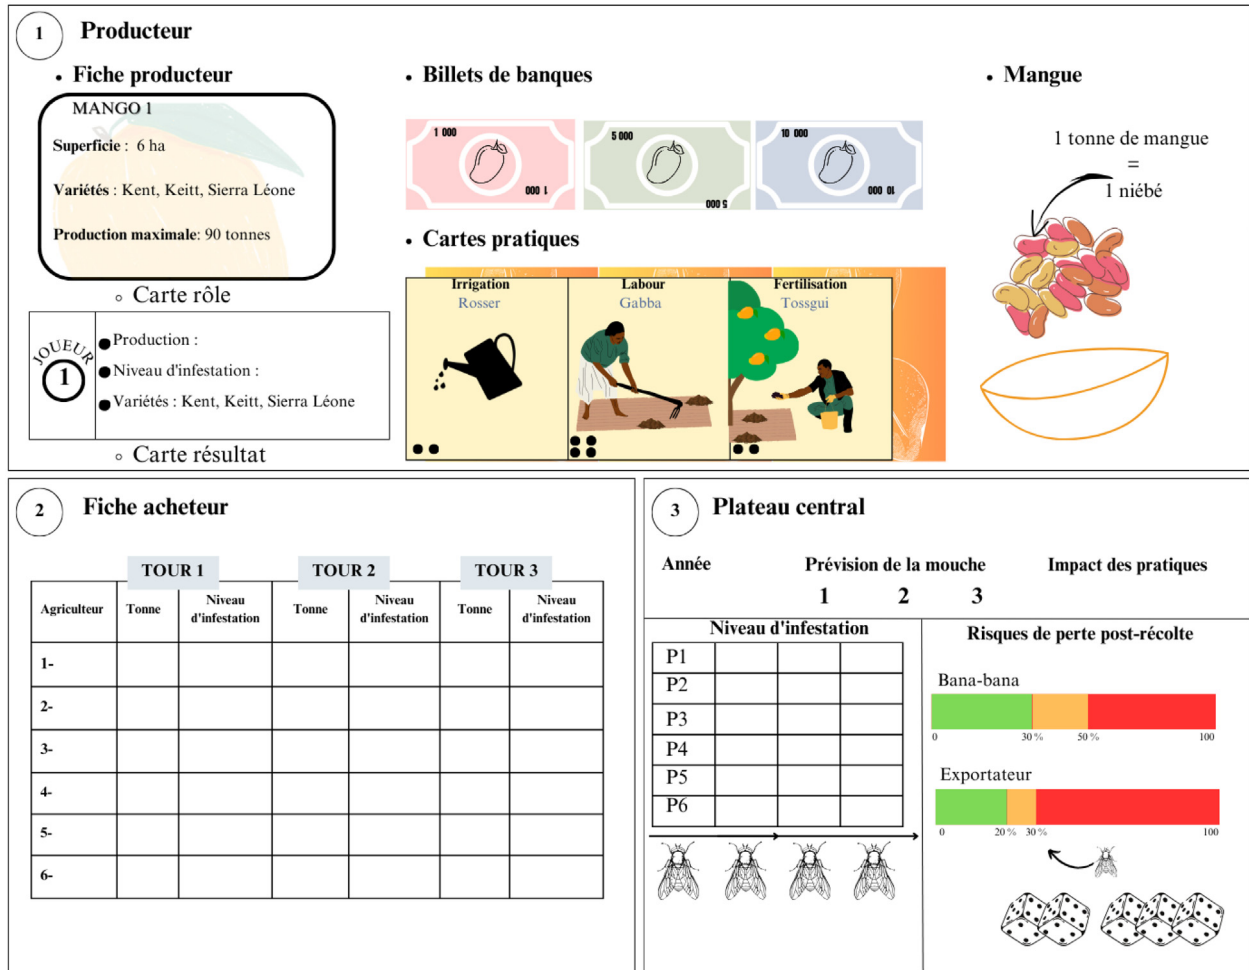 1 Producteur
• Fiche producteur
MANGO 1
Superficie : 6 ha
Variétés : Kent, Keitt, Sierra Léone
Production maximale: 90 tonnes
◦ Carte rôle
JOUEUR 1
Production :
Niveau d'infestation :
Variétés : Kent, Keitt, Sierra Léone
◦ Carte résultat
• Billets de banques
1 000
1 000
5 000
5 000
10 000
10 000
• Cartes pratiques
Irrigation
Rosser
Labour
Gabba
Fertilisation
Tossgui
• Mangue
1 tonne de mangue
=
1 niébé
2 Fiche acheteur
TOUR 1 TOUR 2 TOUR 3
Agriculteur Tonne Niveau d'infestation Tonne Niveau d'infestation Tonne Niveau d'infestation
1-
2-
3-
4-
5-
6-
3 Plateau central
Année Prévision de la mouche Impact des pratiques
1 2 3
Niveau d'infestation
P1
P2
P3
P4
P5
P6
Risques de perte post-récolte
Bana-bana
0 30 % 50 % 100
Exportateur
0 20 % 30 % 100